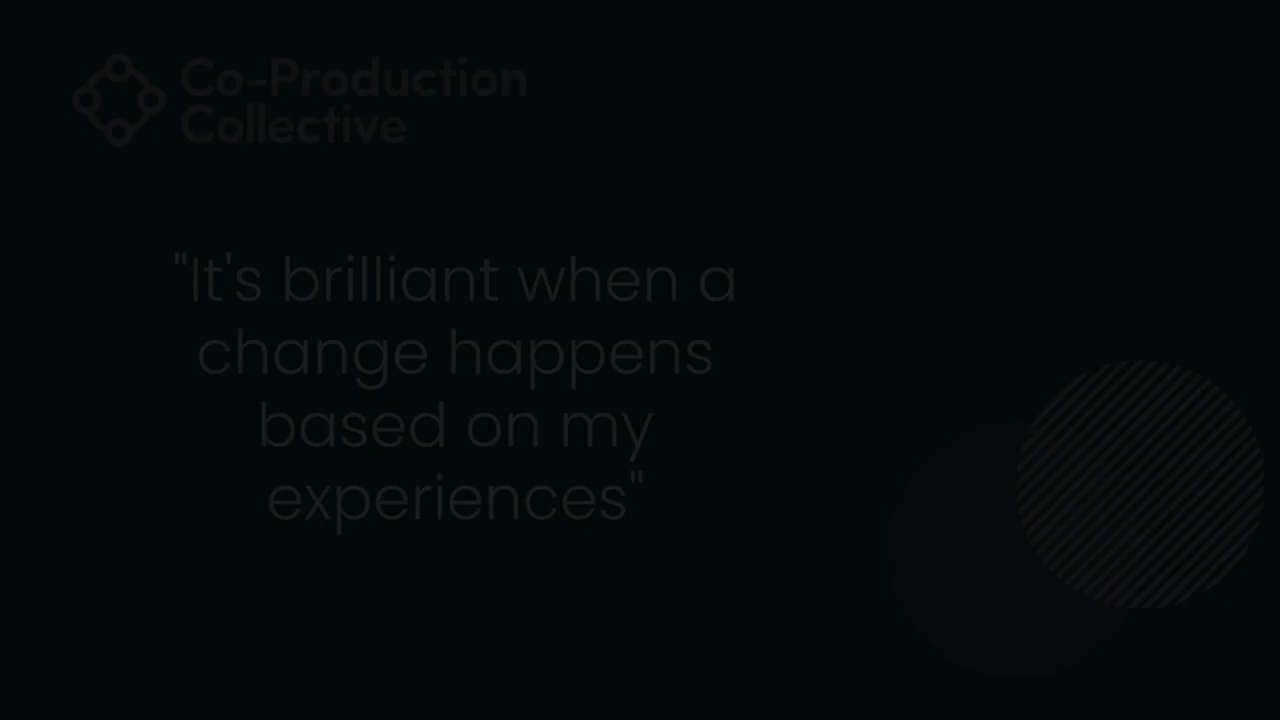 Co-Production
Collective
"It's brilliant when a
change happens
based on my
experiences"